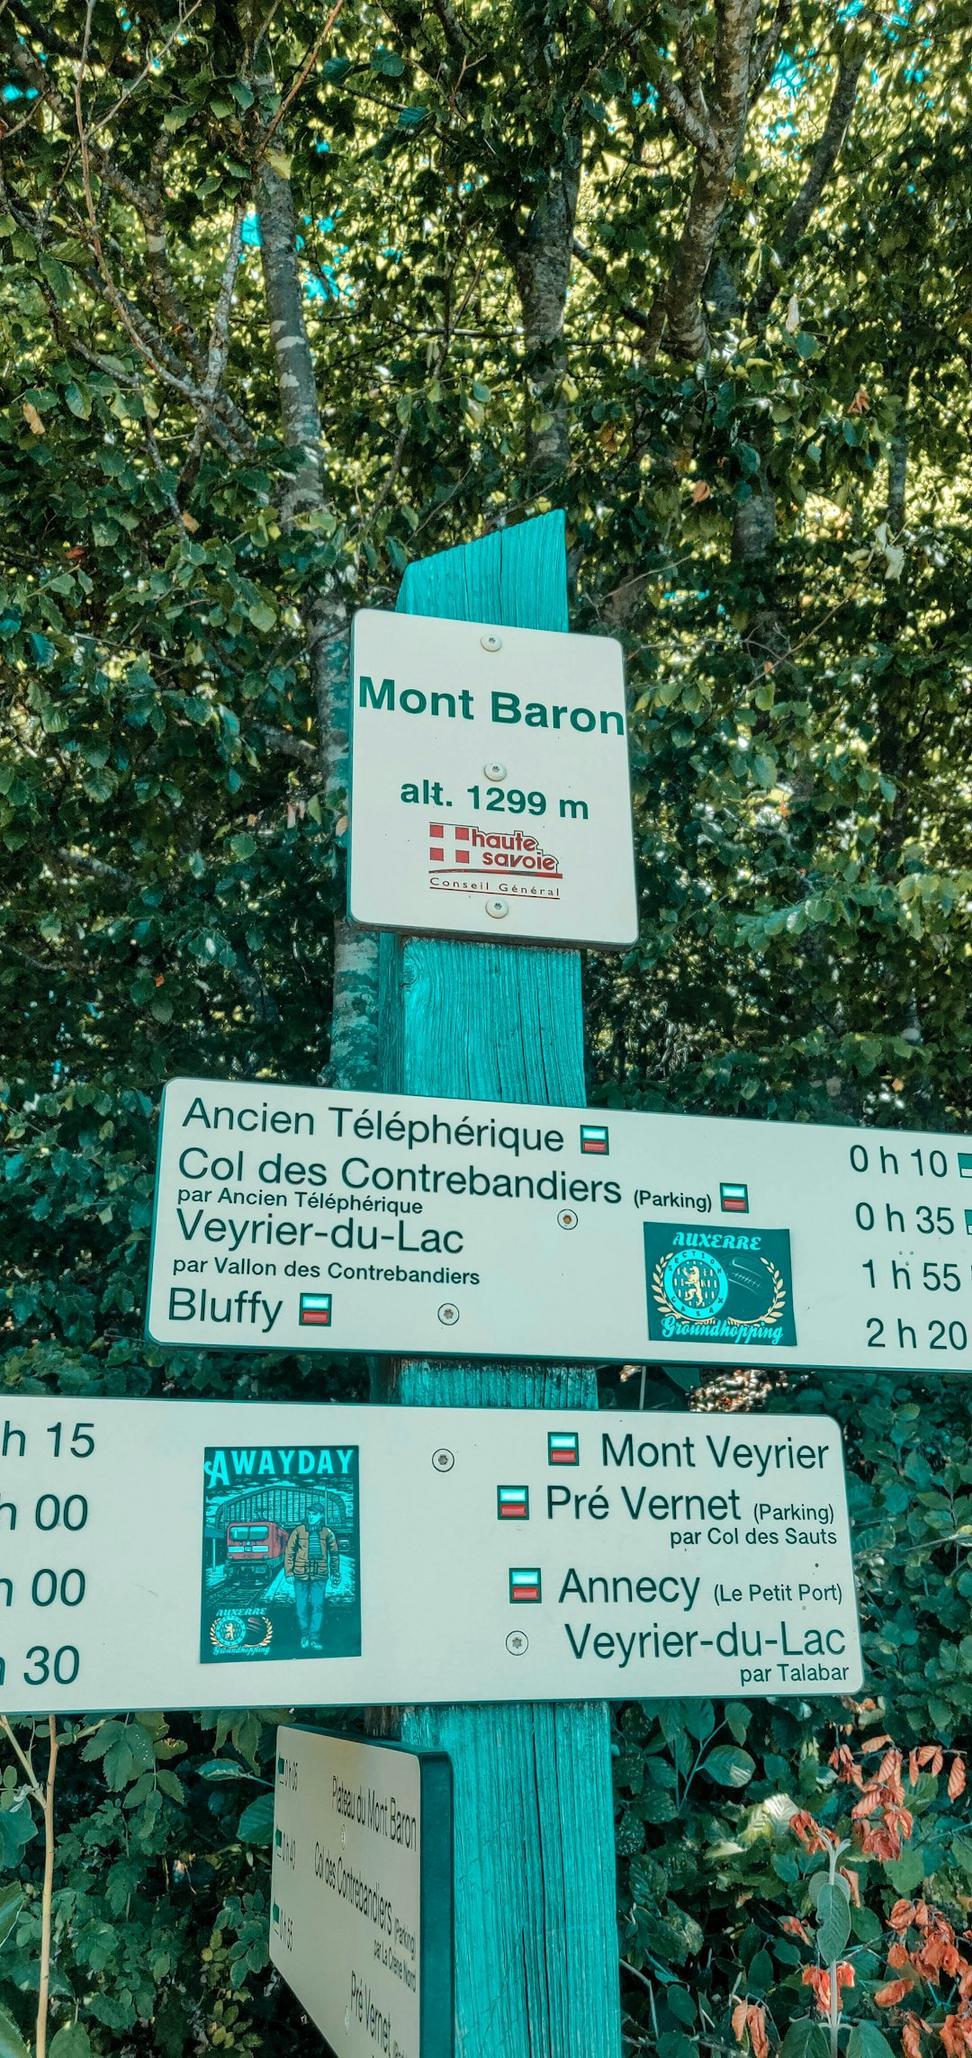 Mont Baron
alt. 1299 m
haute
savoie
Conseil Général
Ancien Téléphérique 0 h 10
Col des Contrebandiers (Parking) 0 h 35
par Ancien Téléphérique
Veyrier-du-Lac 1 h 55
par Vallon des Contrebandiers
Bluffy 2 h 20
AUXERRE
Groundhopping
h 15 Mont Veyrier
h 00 Pré Vernet (Parking)
par Col des Sauts
h 00 Annecy (Le Petit Port)
30 Veyrier-du-Lac
par Talabar
AWAYDAY
AUXERRE
Groundhopping
Plateau du Mont Baron
Col des Contrebandiers (Parking)
Pré Vernet